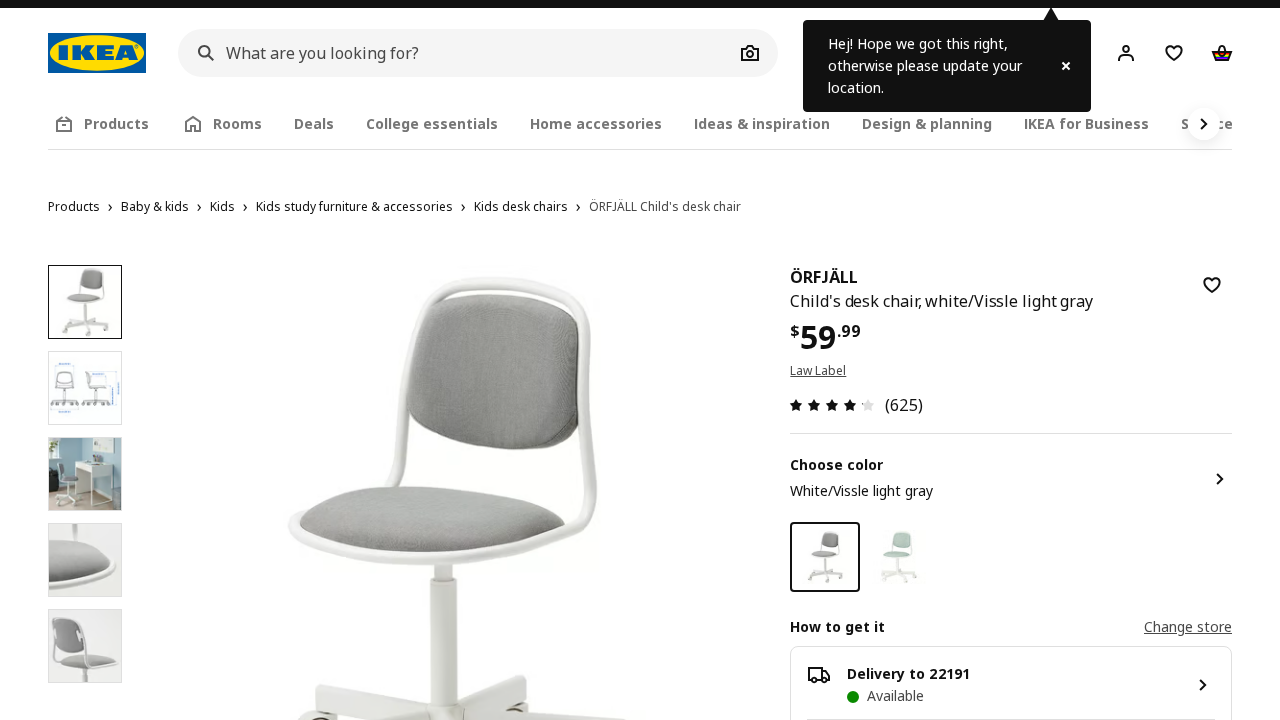 IKEA
What are you looking for?
Hej! Hope we got this right,
otherwise please update your
location.
Products
Rooms
Deals
College essentials
Home accessories
Ideas & inspiration
Design & planning
IKEA for Business
Products › Baby & kids › Kids › Kids study furniture & accessories › Kids desk chairs › ÖRFJÄLL Child's desk chair
ÖRFJÄLL
Child's desk chair, white/Vissle light gray
$59.99
Law Label
(625)
Choose color
White/Vissle light gray
How to get it
Change store
Delivery to 22191
Available